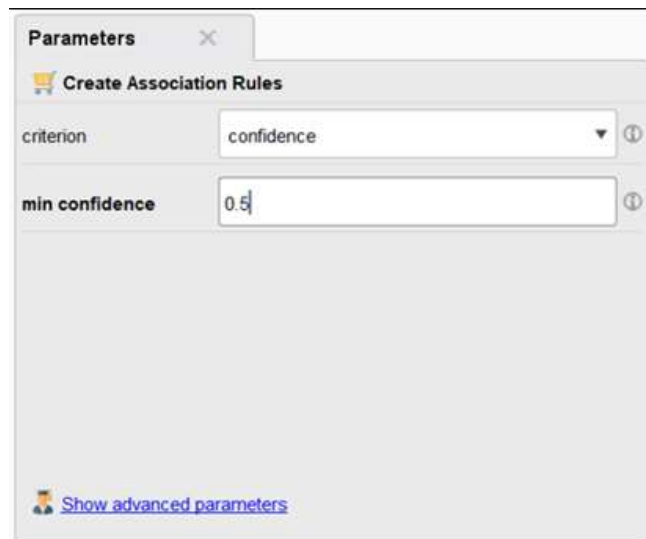 Parameters
Create Association Rules
criterion confidence
min confidence 0.5
Show advanced parameters